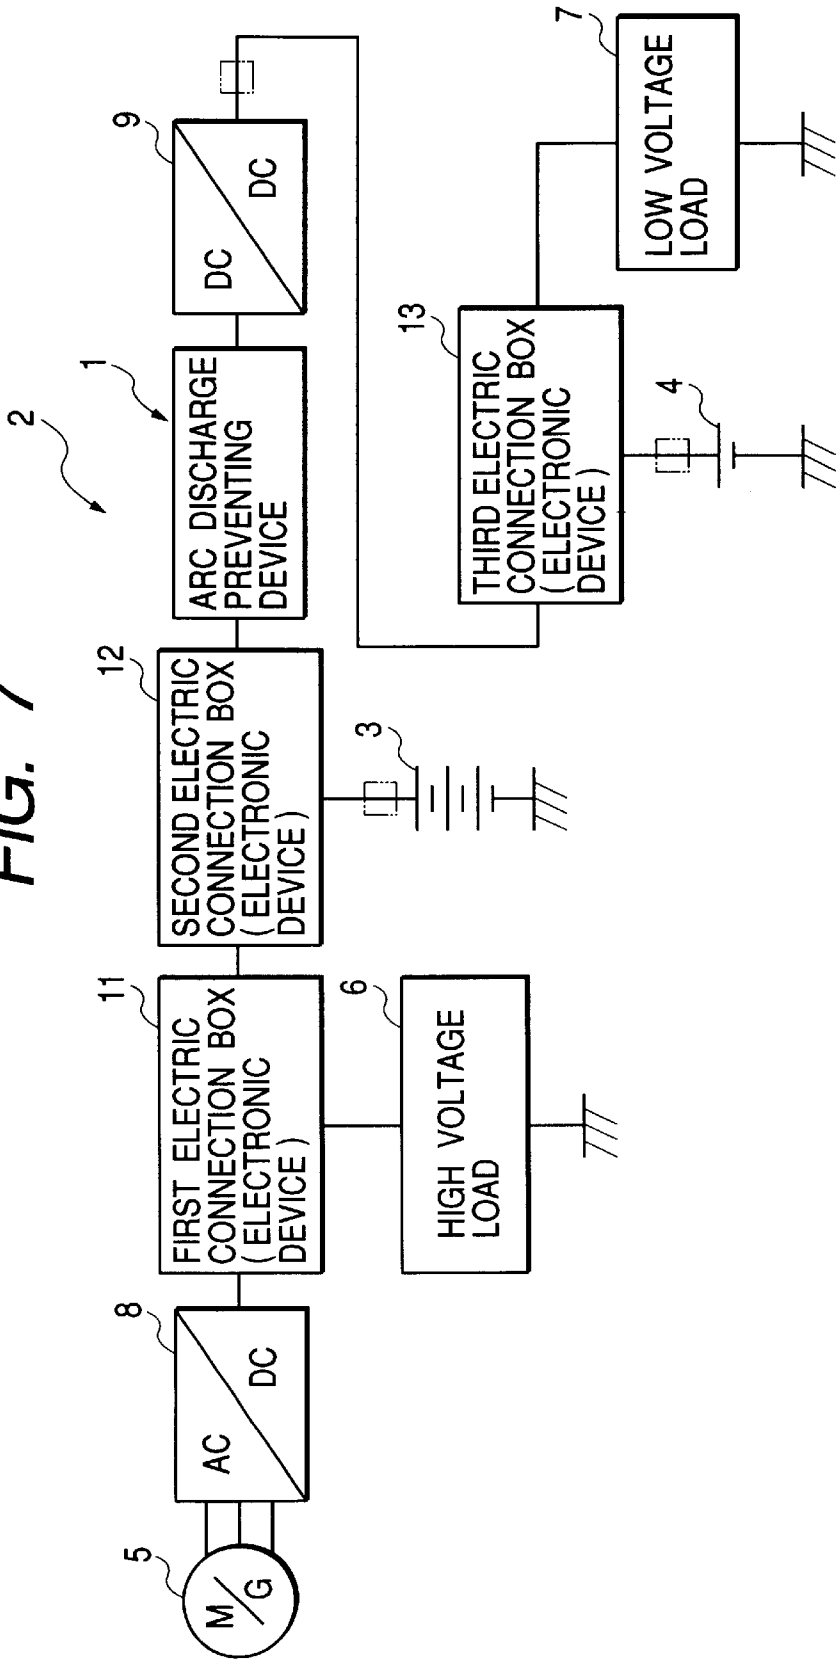 FIG. 7
2
1
5
M/G
8
AC
DC
11
FIRST ELECTRIC
CONNECTION BOX
(ELECTRONIC
DEVICE)
12
SECOND ELECTRIC
CONNECTION BOX
(ELECTRONIC
DEVICE)
ARC DISCHARGE
PREVENTING
DEVICE
9
DC
DC
6
HIGH VOLTAGE
LOAD
3
13
THIRD ELECTRIC
CONNECTION BOX
(ELECTRONIC
DEVICE)
4
7
LOW VOLTAGE
LOAD